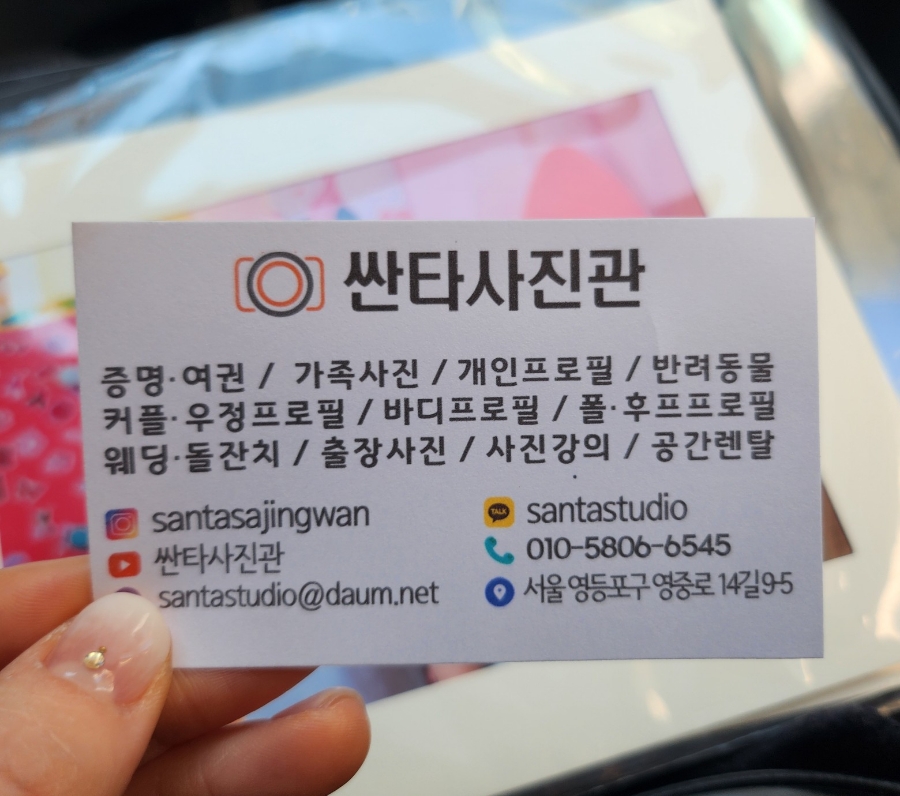 싼타사진관
증명·여권 / 가족사진 / 개인프로필 / 반려동물
커플·우정프로필 / 바디프로필 / 폴·후프프로필
웨딩·돌잔치 / 출장사진 / 사진강의 / 공간렌탈
santasajingwan
싼타사진관
santastudio@daum.net
TALK santastudio
010-5806-6545
서울 영등포구 영중로 14길9-5